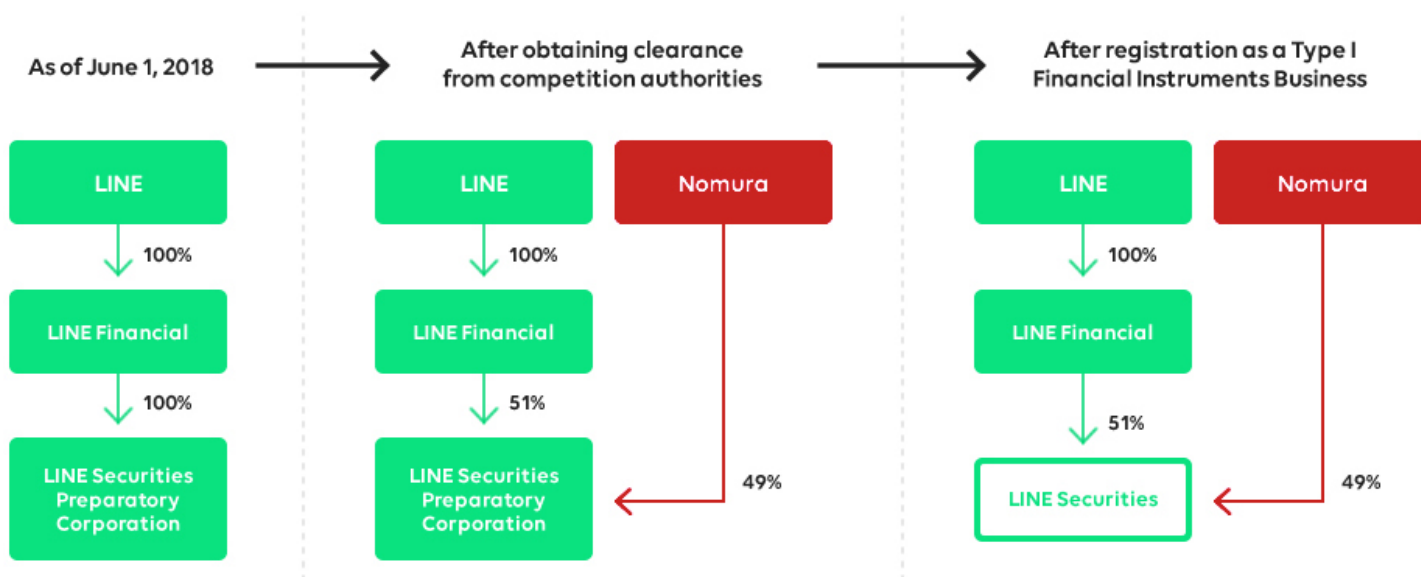 As of June 1, 2018
After obtaining clearance
from competition authorities
After registration as a Type I
Financial Instruments Business
LINE
100%
LINE Financial
100%
LINE Securities
Preparatory
Corporation
LINE
Nomura
100%
LINE Financial
51%
LINE Securities
Preparatory
Corporation
49%
LINE
Nomura
100%
LINE Financial
51%
LINE Securities
49%